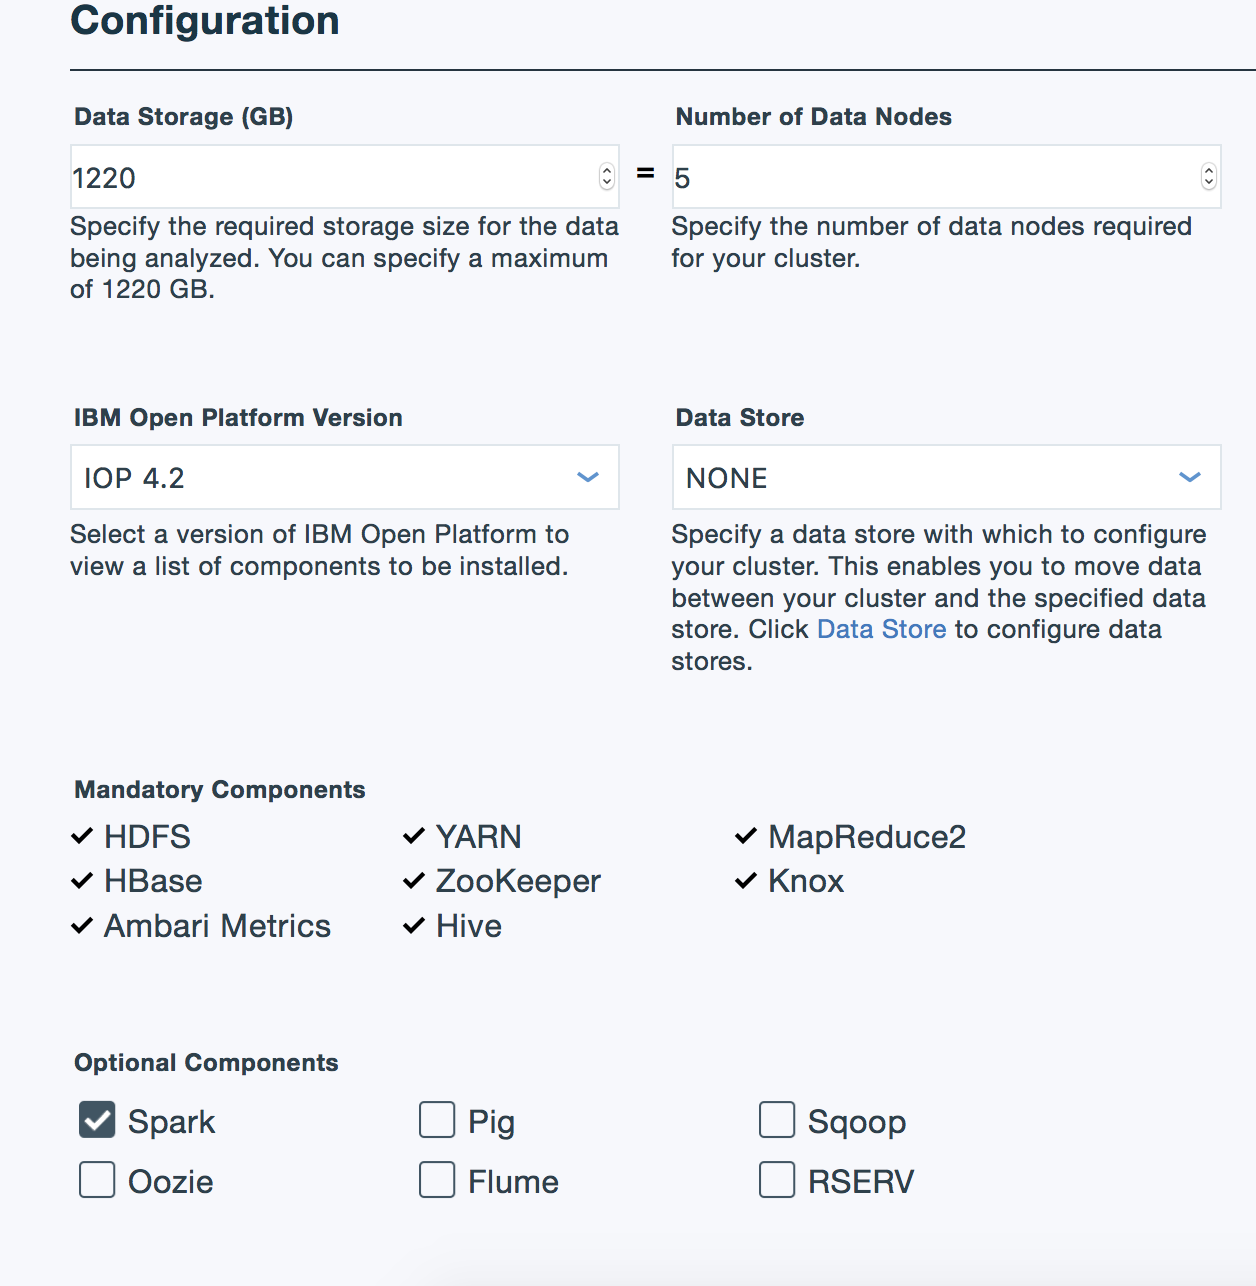 Configuration
Data Storage (GB)
1220
Specify the required storage size for the data
being analyzed. You can specify a maximum
of 1220 GB.
=
Number of Data Nodes
5
Specify the number of data nodes required
for your cluster.
IBM Open Platform Version
IOP 4.2
Select a version of IBM Open Platform to
view a list of components to be installed.
Data Store
NONE
Specify a data store with which to configure
your cluster. This enables you to move data
between your cluster and the specified data
store. Click Data Store to configure data
stores.
Mandatory Components
HDFS YARN MapReduce2
HBase ZooKeeper Knox
Ambari Metrics Hive
Optional Components
Spark Pig Sqoop
Oozie Flume RSERV